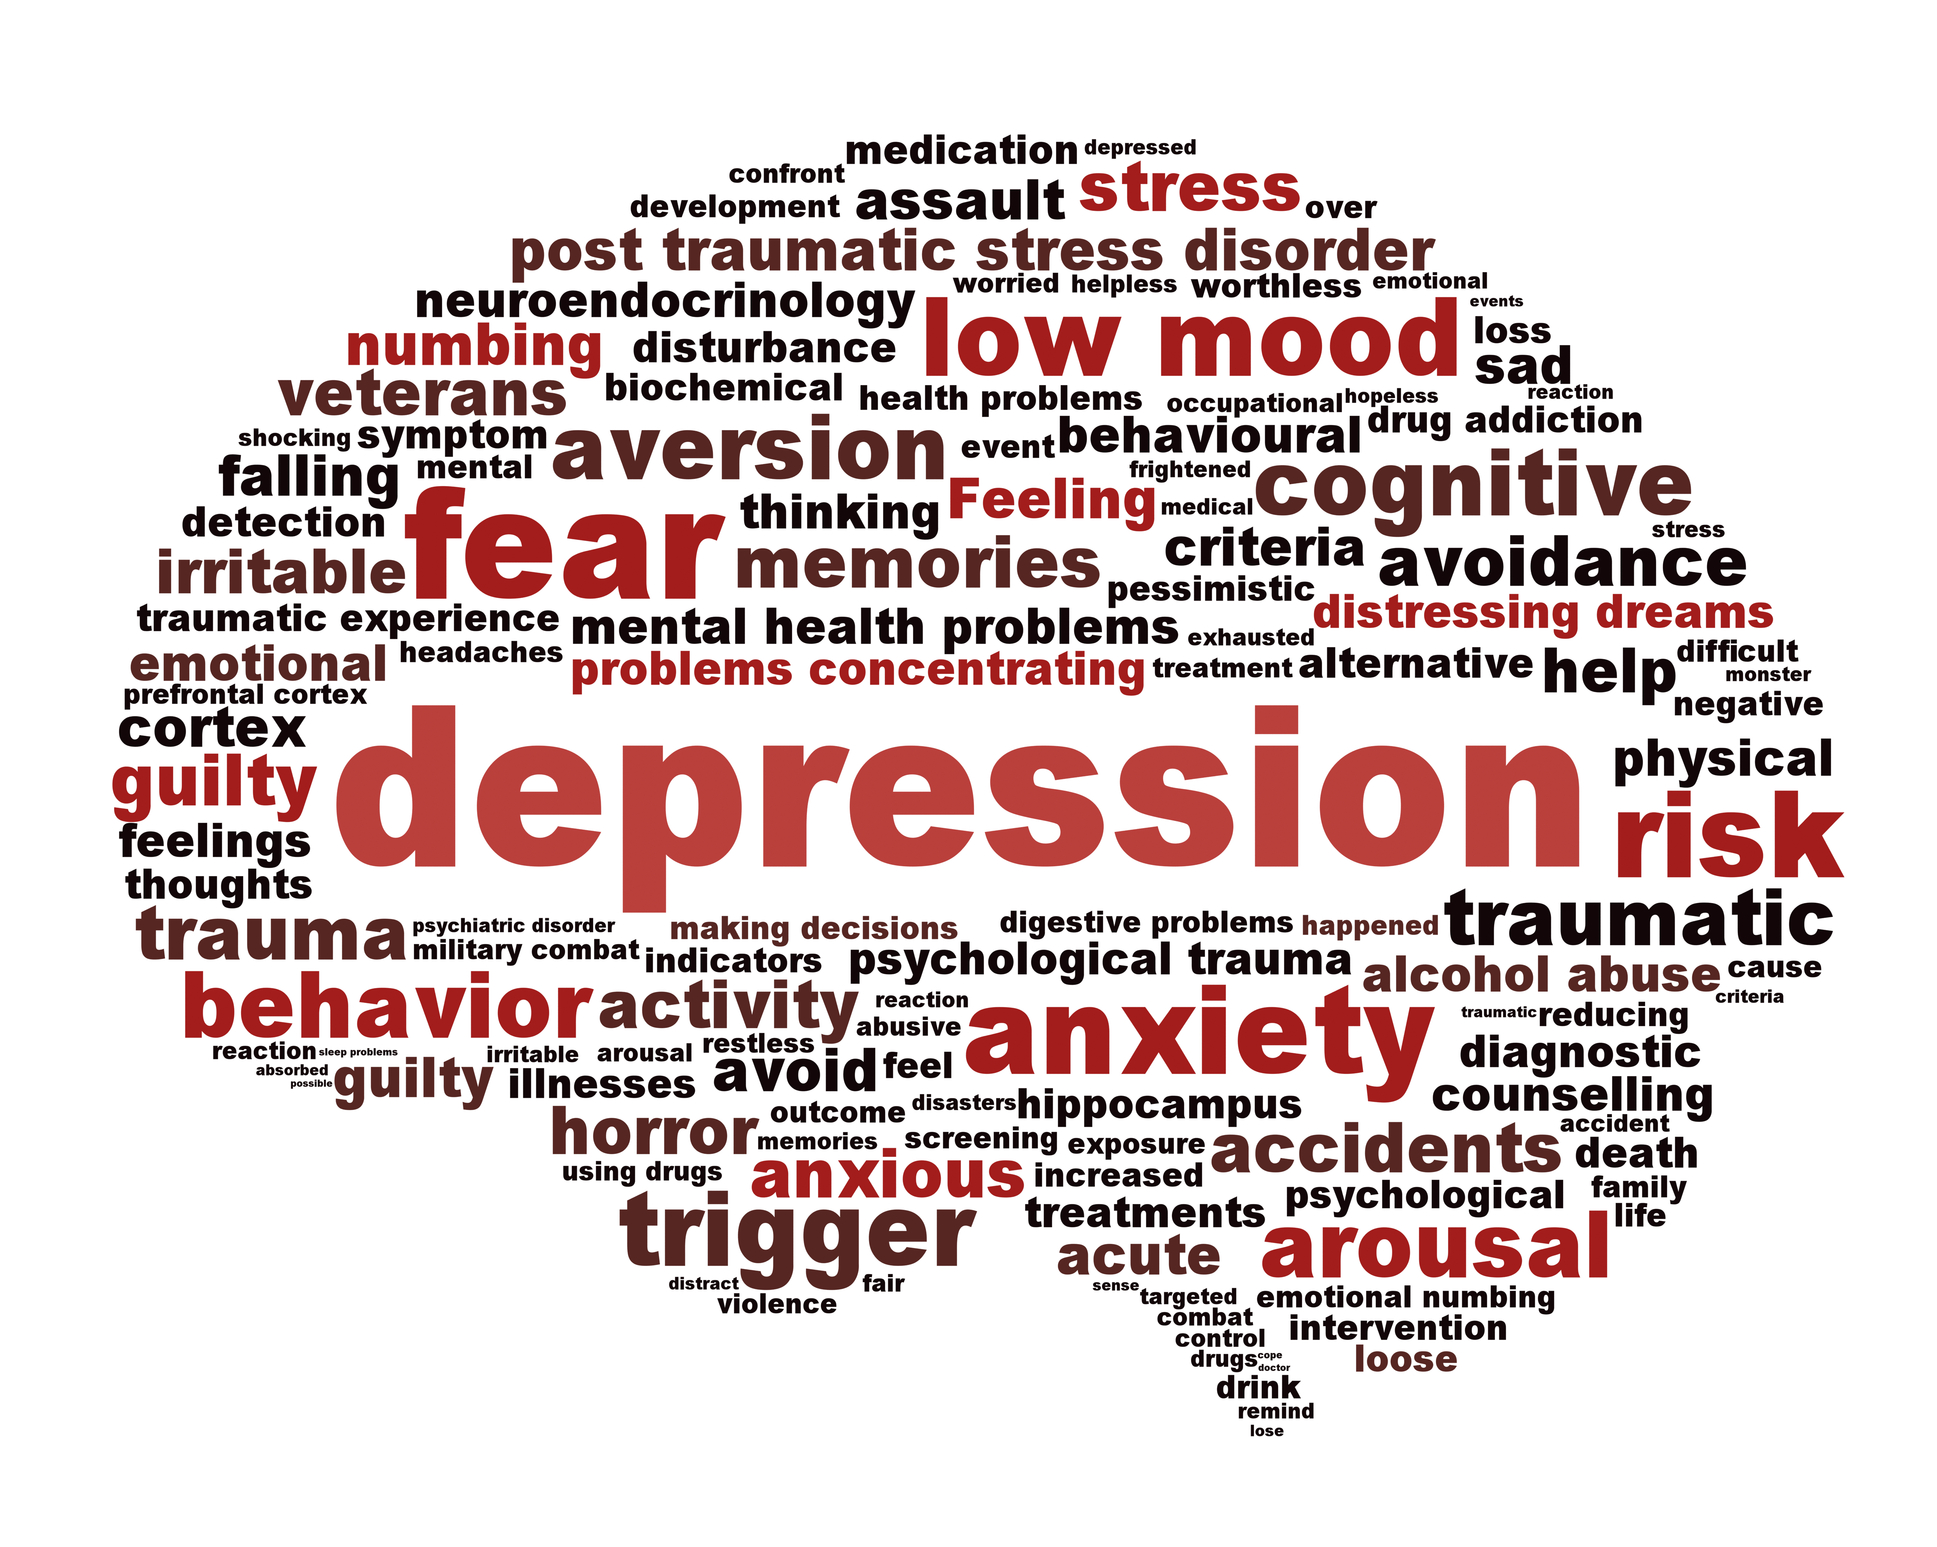 medication depressed
confront
development assault stress over
post traumatic stress disorder
worried helpless worthless emotional
neuroendocrinology low mood events
numbing disturbance loss
sad
veterans biochemical health problems occupational hopeless reaction
shocking symptom aversion event behavioural drug addiction
falling mental frightened cognitive
detection fear thinking Feeling medical
irritable memories criteria avoidance stress
pessimistic
traumatic experience mental health problems exhausted distressing dreams
emotional headaches problems concentrating treatment alternative help difficult
monster
prefrontal cortex negative
cortex depression physical
guilty risk
feelings
thoughts
trauma psychiatric disorder making decisions digestive problems happened traumatic
military combat indicators psychological trauma alcohol abuse cause
behavior activity reaction anxiety criteria
abusive traumatic reducing
reaction sleep problems irritable arousal restless diagnostic
absorbed guilty illnesses avoid feel
possible counselling
horror outcome disasters hippocampus
memories screening exposure accidents accident
death
using drugs anxious increased
psychological family
trigger treatments life
acute arousal
distract fair sense
violence targeted emotional numbing
combat intervention
control
drugs cope loose
doctor
drink
remind
lose